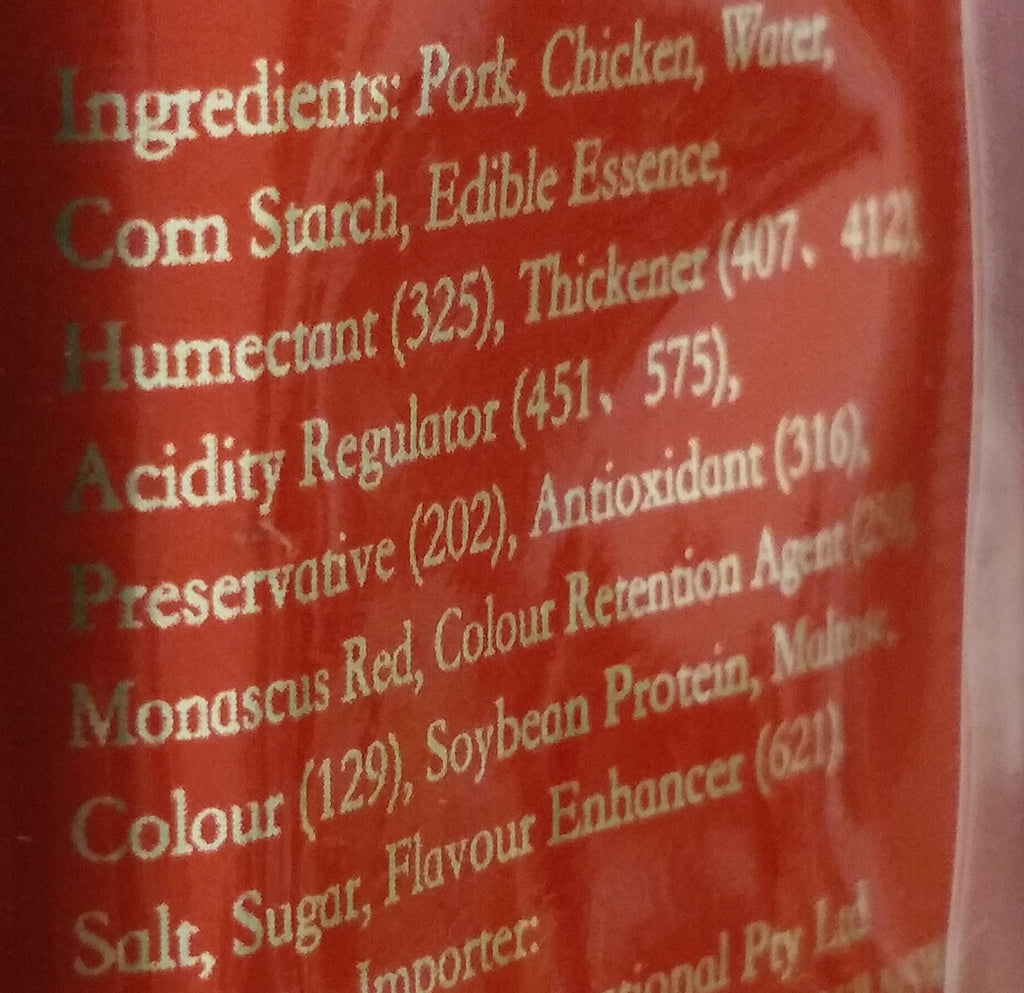 Ingredients: Pork, Chicken, Water,
Corn Starch, Edible Essence,
Humectant (325), Thickener (407、412),
Acidity Regulator (451、575),
Preservative (202), Antioxidant (316),
Monascus Red, Colour Retention Agent (250),
Colour (129), Soybean Protein, Maltose,
Salt, Sugar, Flavour Enhancer (621)
Importer:
Pty Ltd